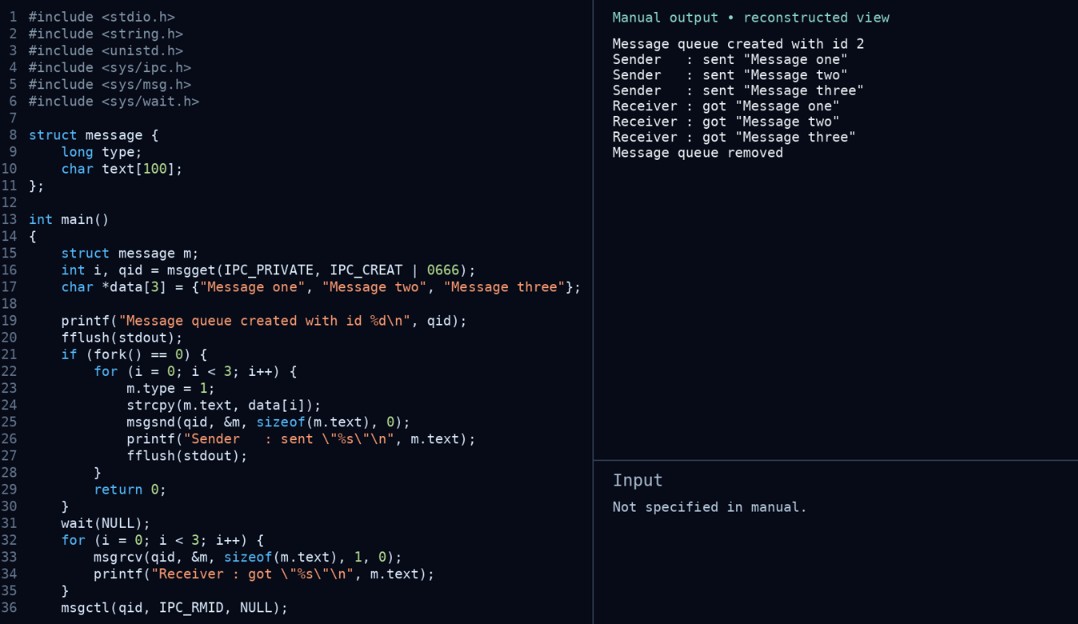 1 #include <stdio.h>
2 #include <string.h>
3 #include <unistd.h>
4 #include <sys/ipc.h>
5 #include <sys/msg.h>
6 #include <sys/wait.h>
7
8 struct message {
9     long type;
10     char text[100];
11 };
12
13 int main()
14 {
15     struct message m;
16     int i, qid = msgget(IPC_PRIVATE, IPC_CREAT | 0666);
17     char *data[3] = {"Message one", "Message two", "Message three"};
18
19     printf("Message queue created with id %d\n", qid);
20     fflush(stdout);
21     if (fork() == 0) {
22         for (i = 0; i < 3; i++) {
23             m.type = 1;
24             strcpy(m.text, data[i]);
25             msgsnd(qid, &m, sizeof(m.text), 0);
26             printf("Sender   : sent \"%s\"\n", m.text);
27             fflush(stdout);
28         }
29         return 0;
30     }
31     wait(NULL);
32     for (i = 0; i < 3; i++) {
33         msgrcv(qid, &m, sizeof(m.text), 1, 0);
34         printf("Receiver : got \"%s\"\n", m.text);
35     }
36     msgctl(qid, IPC_RMID, NULL);
Manual output • reconstructed view
Message queue created with id 2
Sender   : sent "Message one"
Sender   : sent "Message two"
Sender   : sent "Message three"
Receiver : got "Message one"
Receiver : got "Message two"
Receiver : got "Message three"
Message queue removed
Input
Not specified in manual.